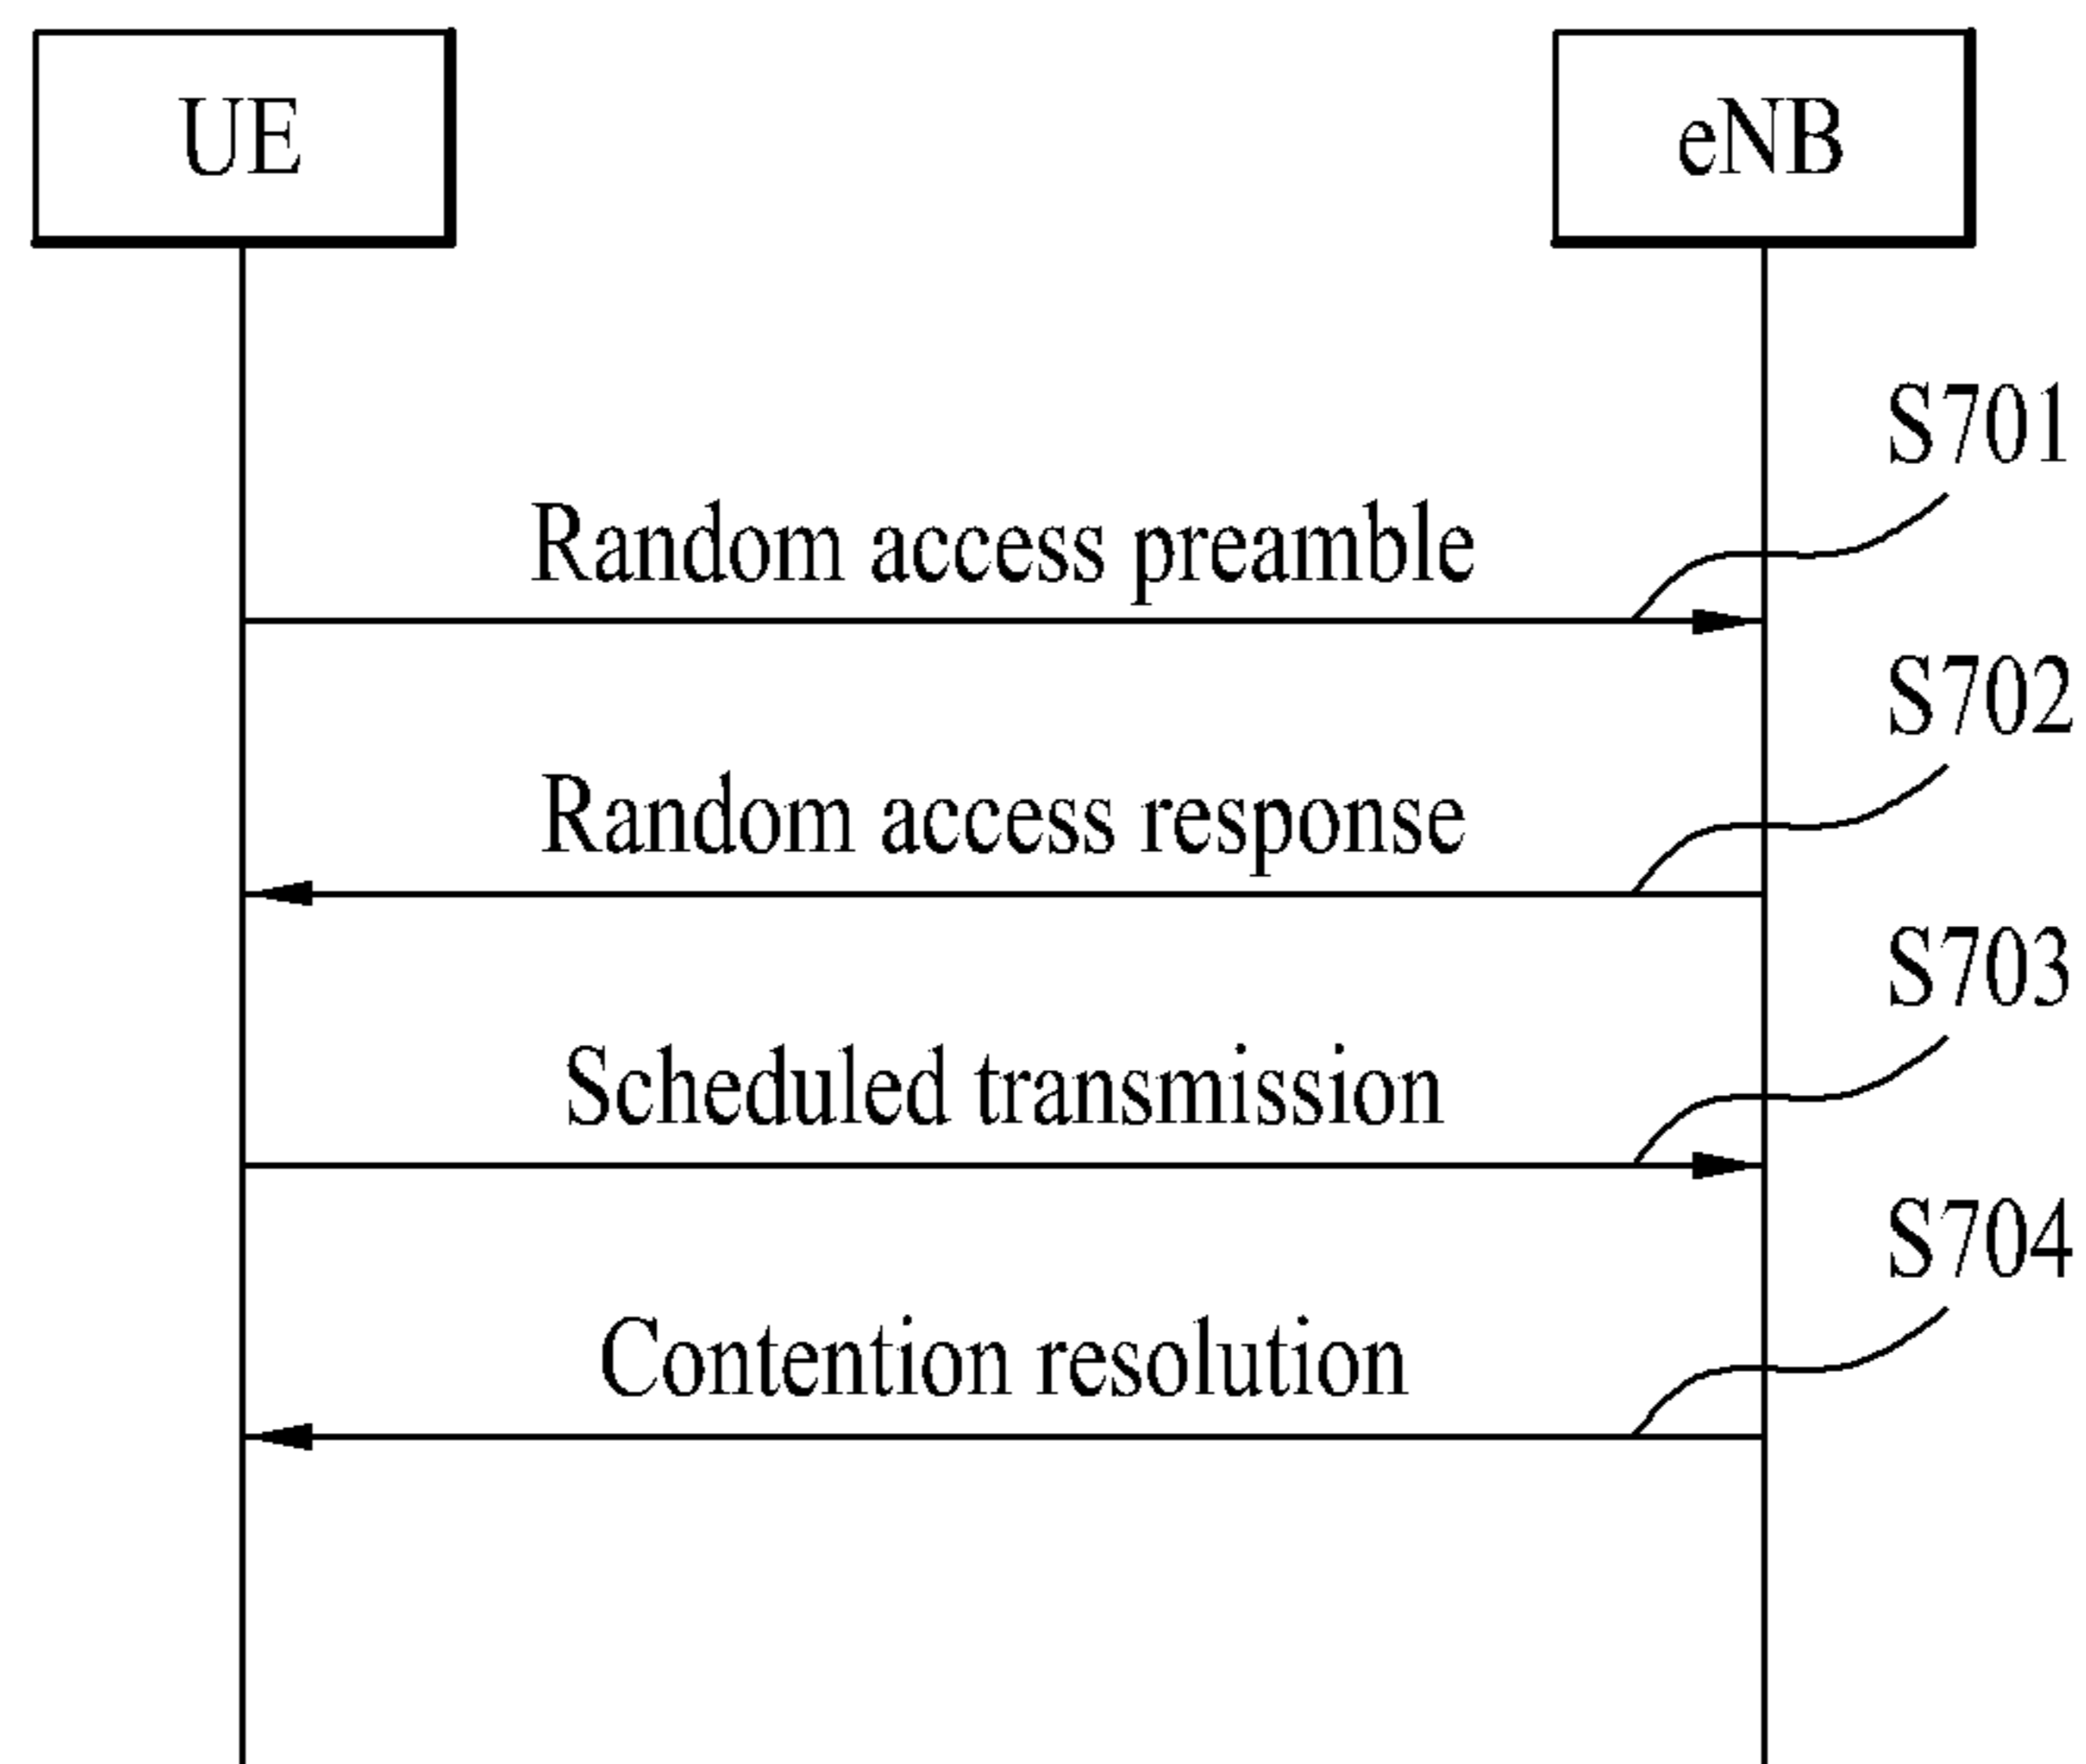 UE
eNB
S701
Random access preamble
S702
Random access response
S703
Scheduled transmission
S704
Contention resolution